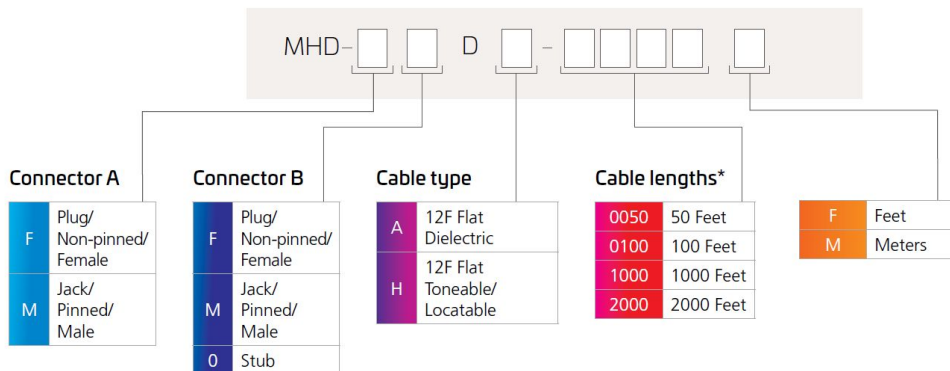 MHD- D -
Connector A
F Plug/
Non-pinned/
Female
M Jack/
Pinned/
Male
Connector B
F Plug/
Non-pinned/
Female
M Jack/
Pinned/
Male
0 Stub
Cable type
A 12F Flat
Dielectric
H 12F Flat
Toneable/
Locatable
Cable lengths*
0050 50 Feet
0100 100 Feet
1000 1000 Feet
2000 2000 Feet
F Feet
M Meters